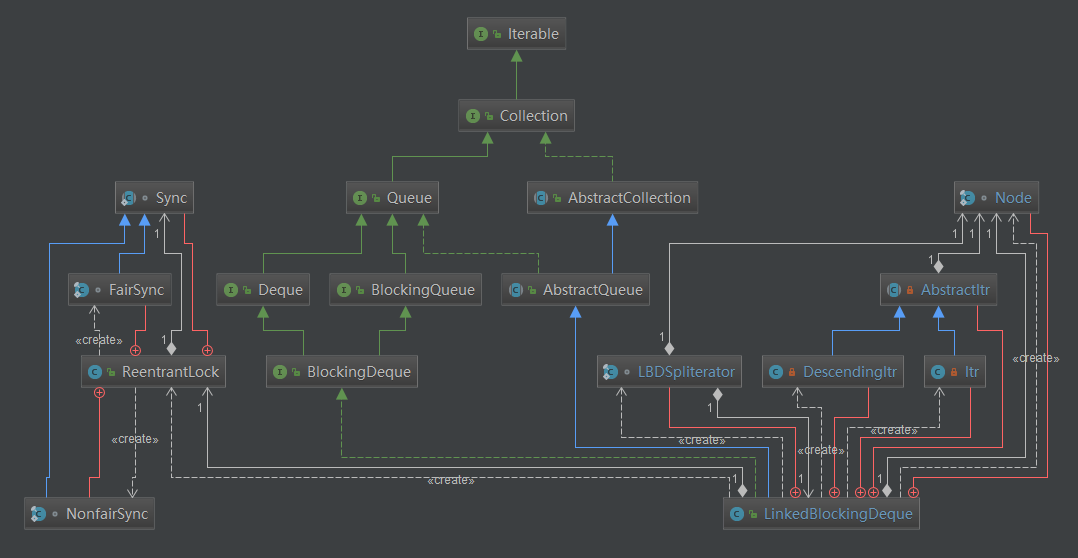 Iterable
Collection
Sync
Queue
AbstractCollection
Node
1
1
1
1
FairSync
Deque
BlockingQueue
AbstractQueue
1
AbstractItr
«create»
1
1
«create»
ReentrantLock
BlockingDeque
LBDSpliterator
DescendingItr
Itr
1
1
«create»
«create»
«create»
«create»
«create»
1
1
NonfairSync
LinkedBlockingDeque